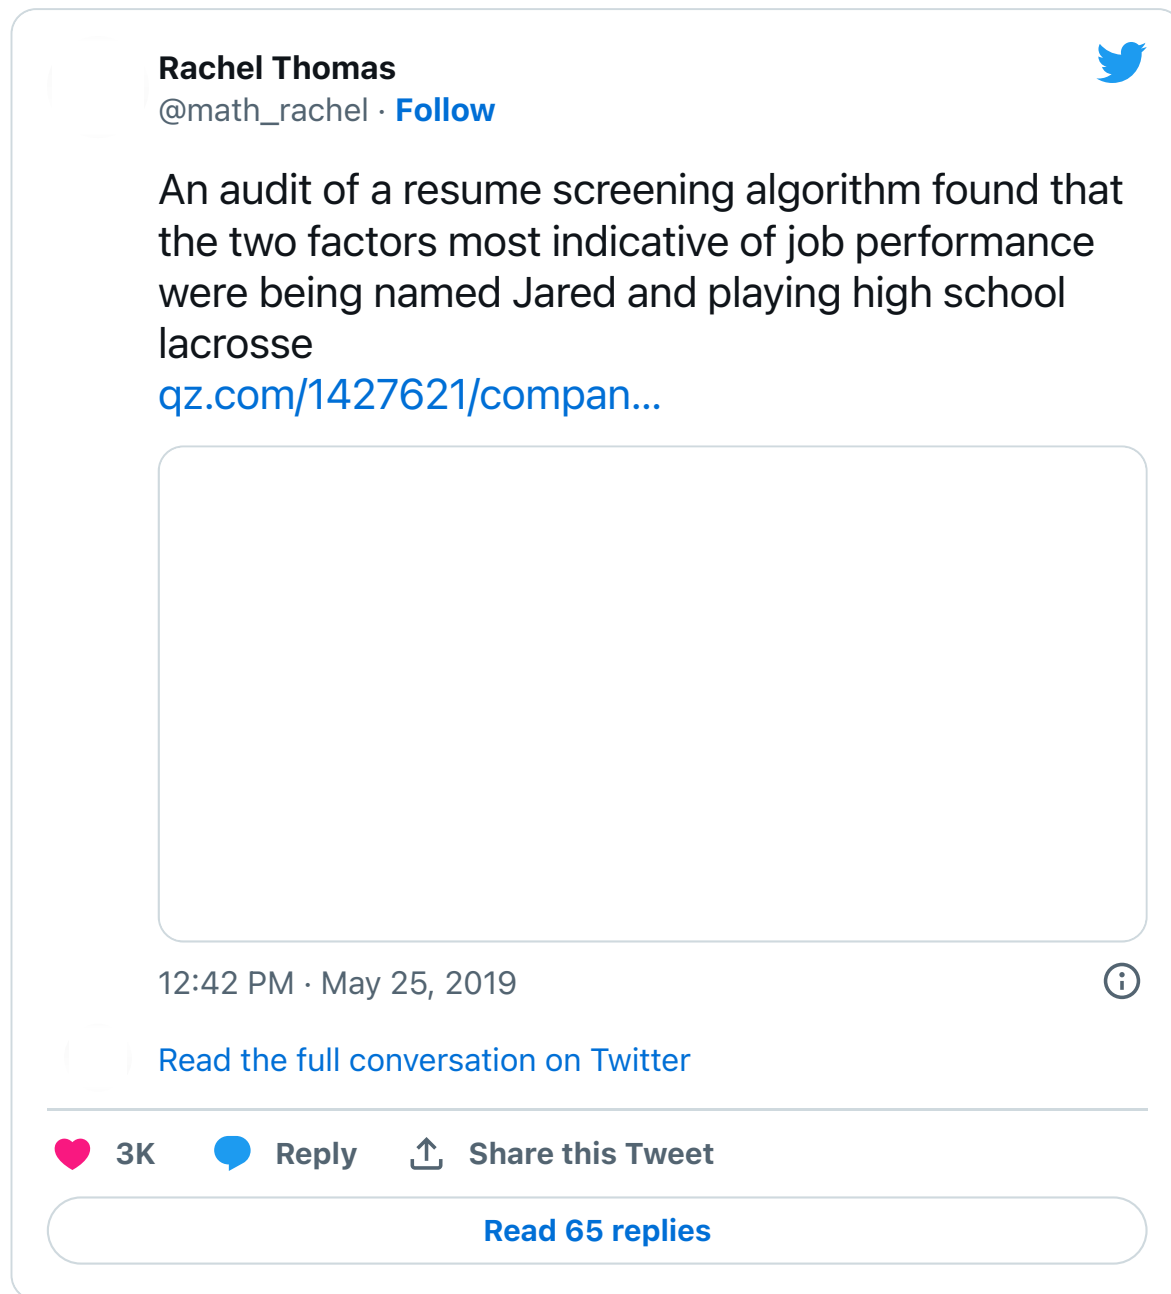 Rachel Thomas
@math_rachel · Follow
An audit of a resume screening algorithm found that
the two factors most indicative of job performance
were being named Jared and playing high school
lacrosse
qz.com/1427621/compan...
12:42 PM · May 25, 2019
Read the full conversation on Twitter
3K Reply Share this Tweet
Read 65 replies